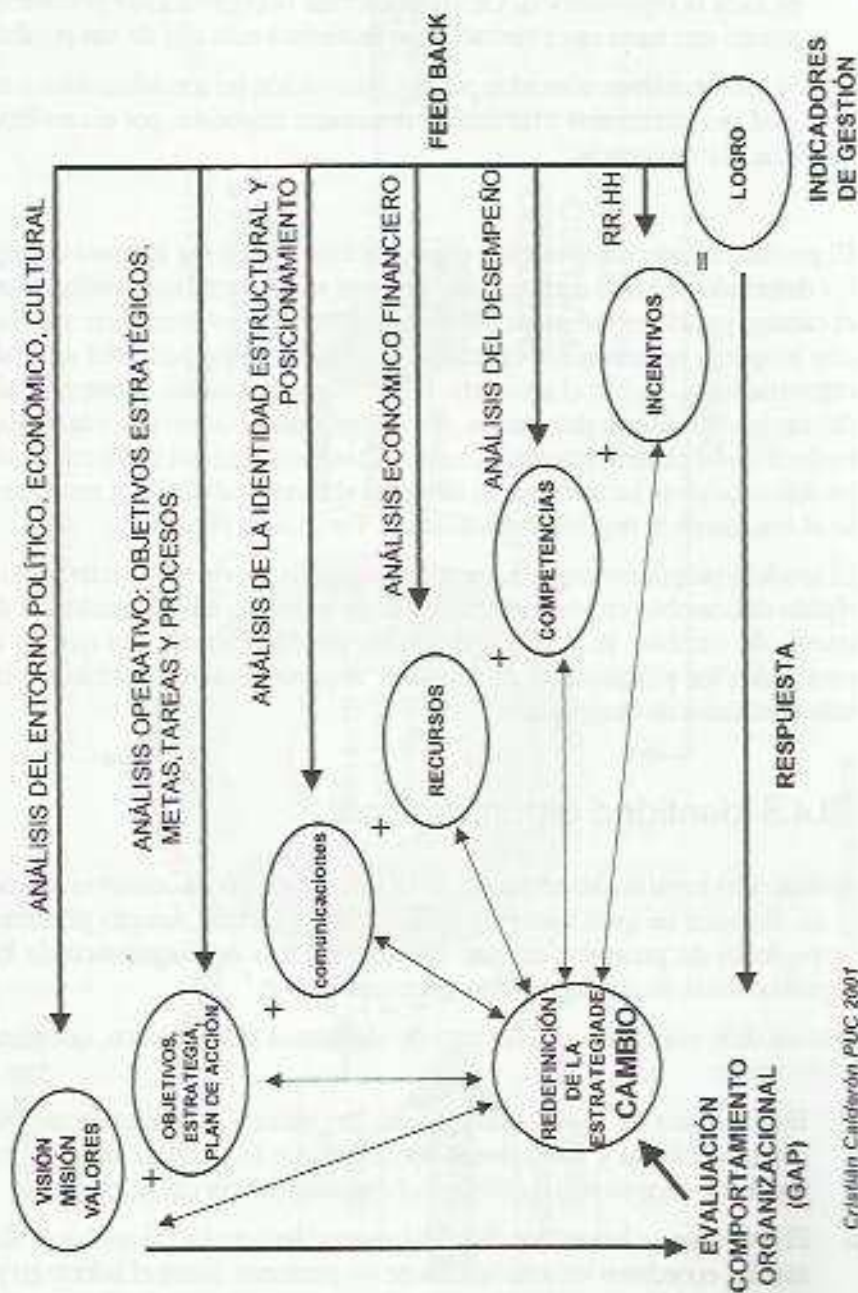 ANÁLISIS DEL ENTORNO POLÍTICO, ECONÓMICO, CULTURAL
VISIÓN
MISIÓN
VALORES
+
ANÁLISIS OPERATIVO: OBJETIVOS ESTRATÉGICOS,
METAS, TAREAS Y PROCESOS
OBJETIVOS,
ESTRATEGIA,
PLAN DE ACCIÓN
+
ANÁLISIS DE LA IDENTIDAD ESTRUCTURAL Y
POSICIONAMIENTO
comunicaciones
+
ANÁLISIS ECONÓMICO FINANCIERO
RECURSOS
+
ANÁLISIS DEL DESEMPEÑO
COMPETENCIAS
+
RR.HH
INCENTIVOS
=
FEED BACK
LOGRO
INDICADORES
DE GESTIÓN
RESPUESTA
REDEFINICIÓN
DE LA
ESTRATEGIA DE
CAMBIO
EVALUACIÓN
COMPORTAMIENTO
ORGANIZACIONAL
(GAP)
Cristián Calderón PUC 2001